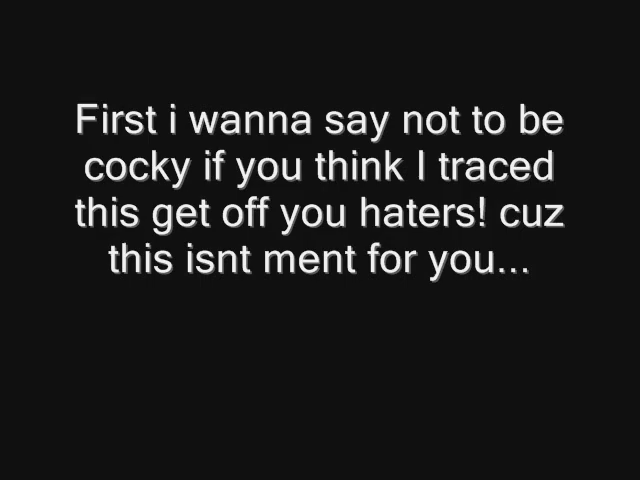 First i wanna say not to be
cocky if you think I traced
this get off you haters! cuz
this isnt ment for you...